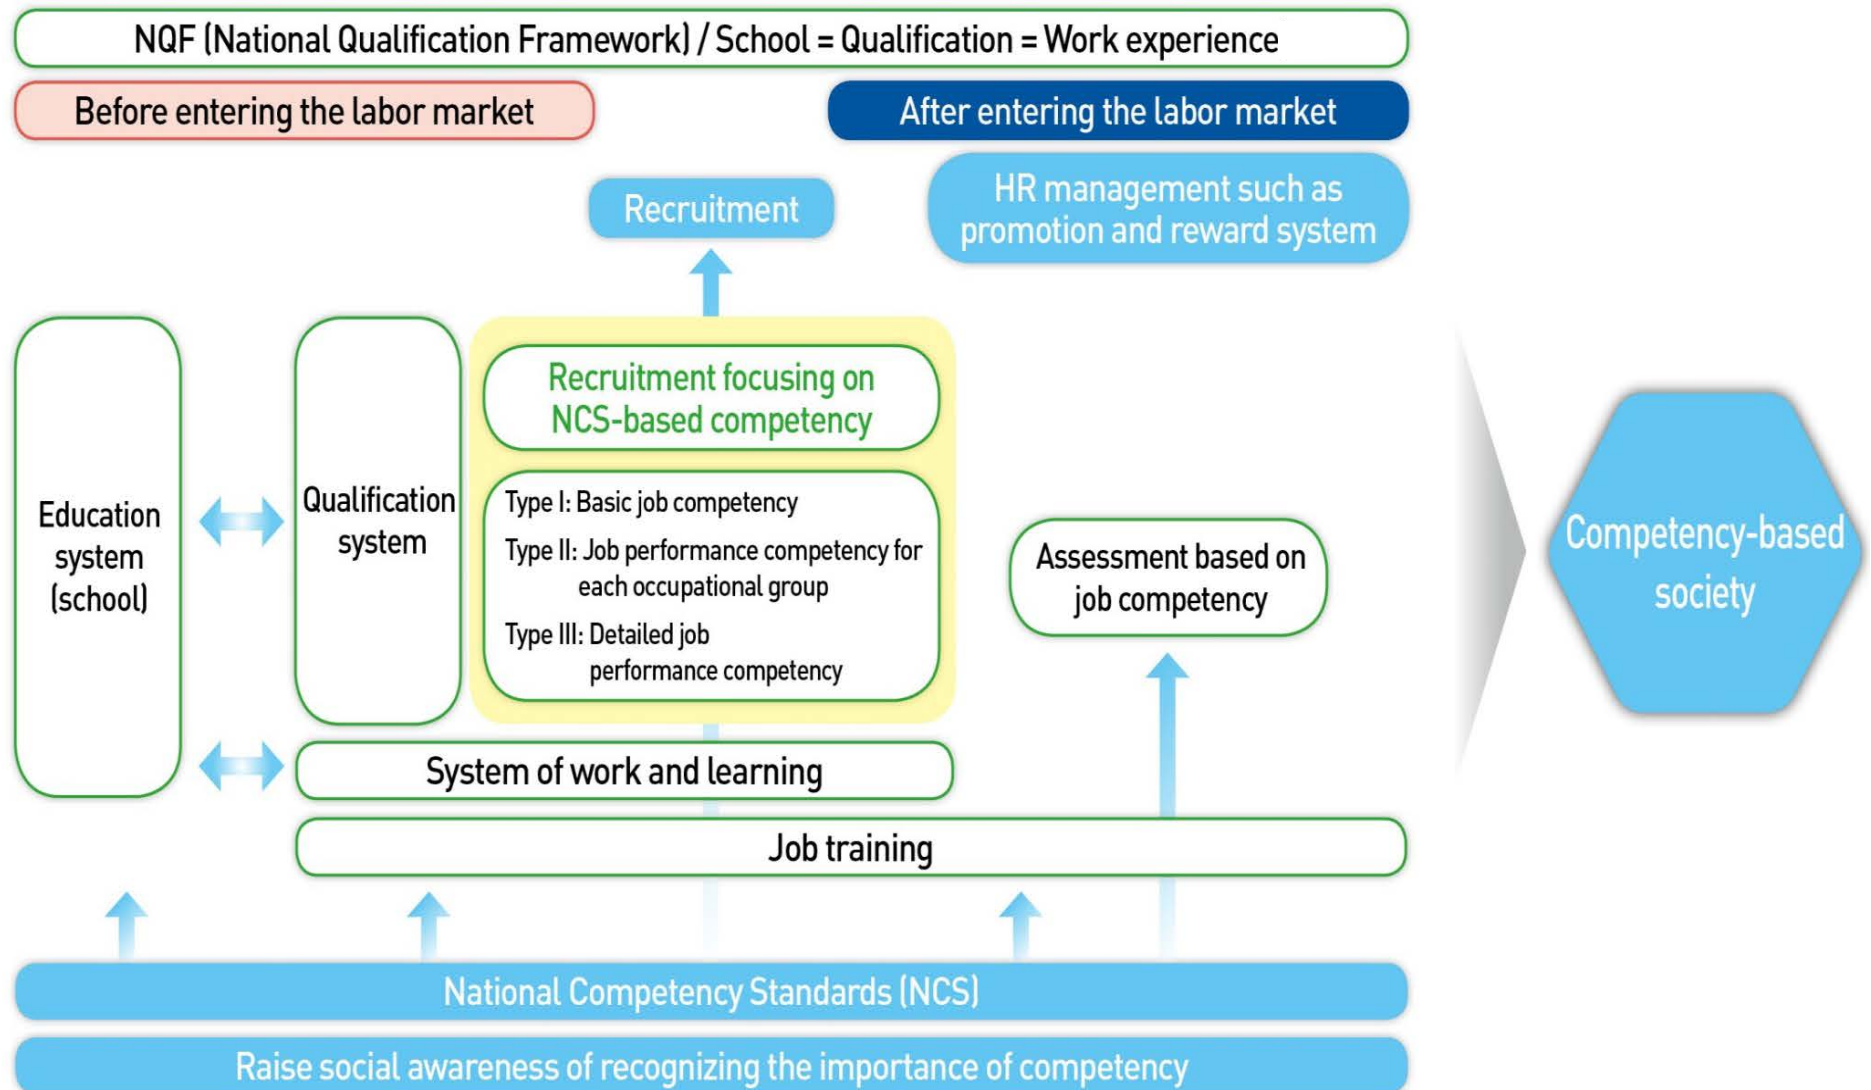 NQF (National Qualification Framework) / School = Qualification = Work experience
Before entering the labor market
After entering the labor market
Recruitment
HR management such as
promotion and reward system
Education
system
(school)
Qualification
system
Recruitment focusing on
NCS-based competency
Type I: Basic job competency
Type II: Job performance competency for
each occupational group
Type III: Detailed job
performance competency
Assessment based on
job competency
Competency-based
society
System of work and learning
Job training
National Competency Standards (NCS)
Raise social awareness of recognizing the importance of competency